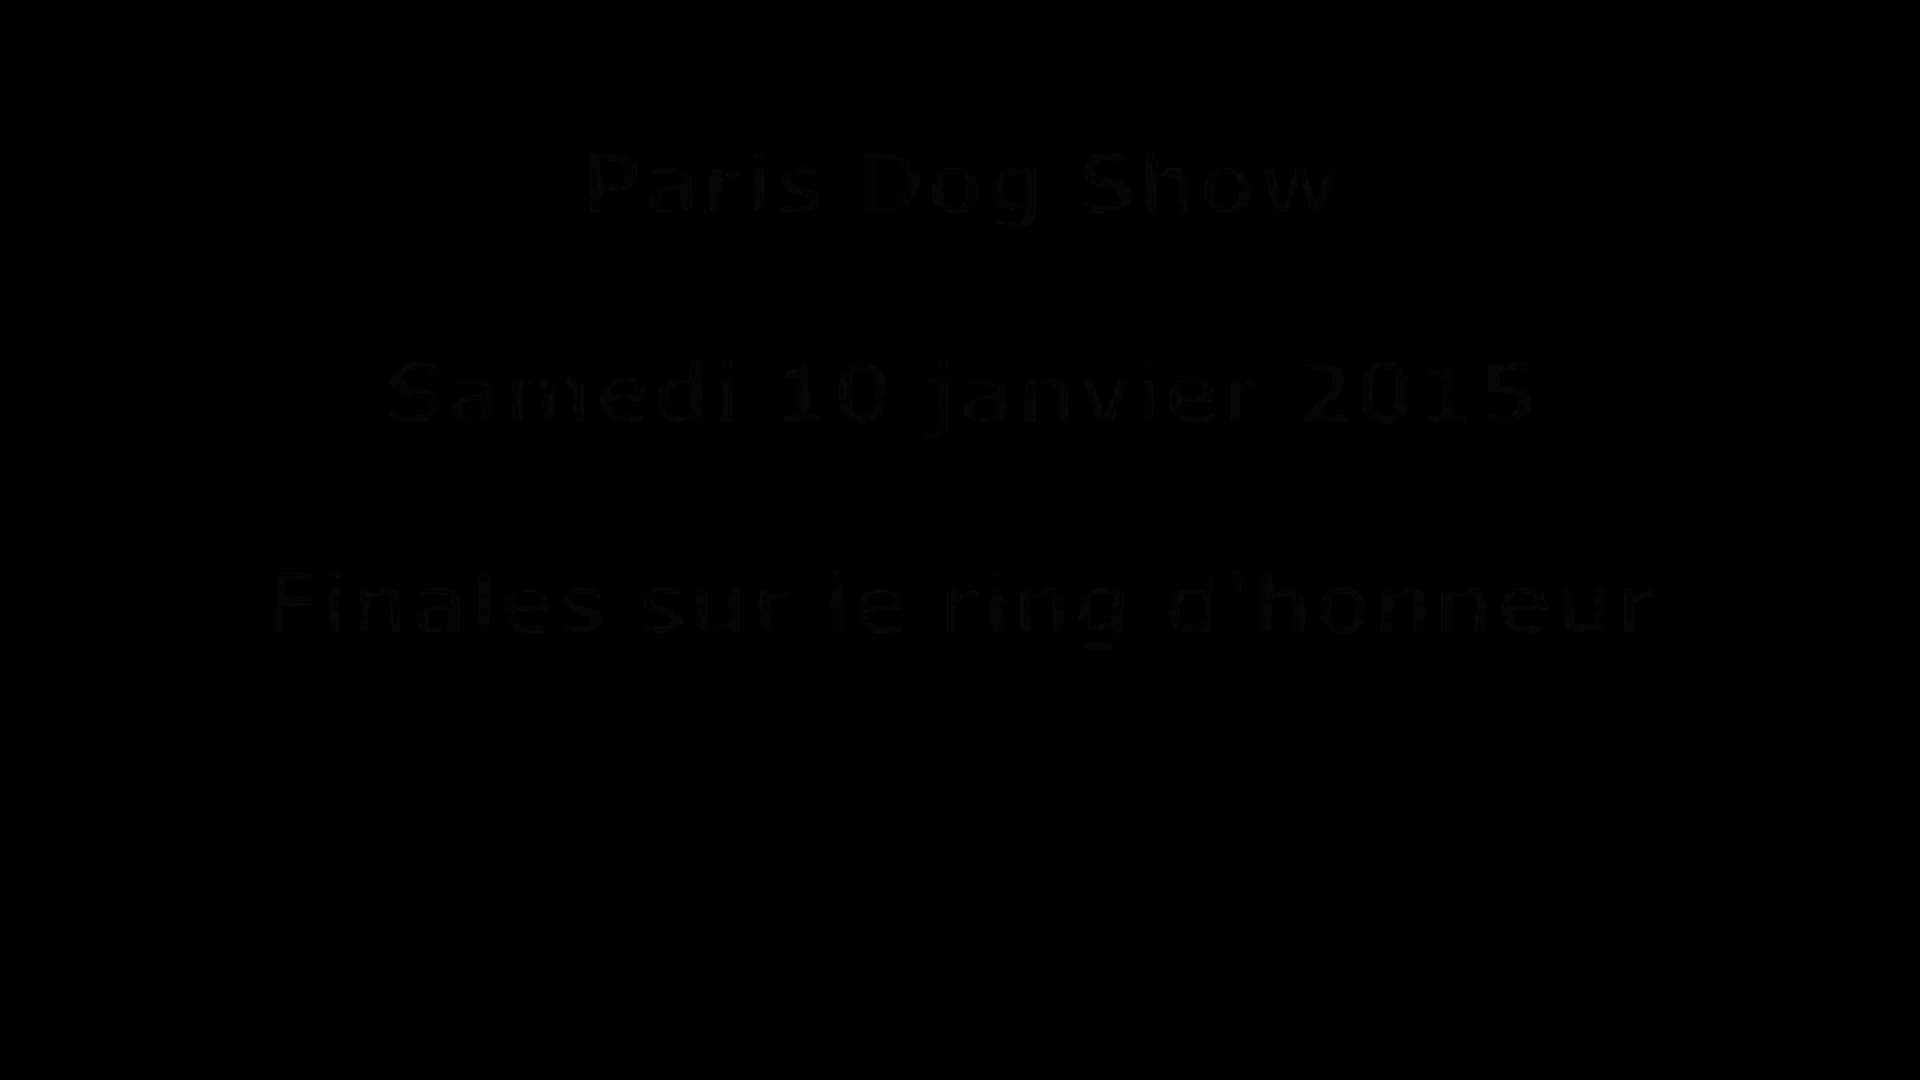 Paris Dog Show
Samedi 10 janvier 2015
Finales sur le ring d'honneur